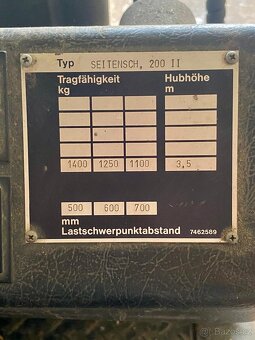 Typ SEITENSCH, 200 II
Tragfähigkeit Hubhöhe
kg m
1400 1250 1100 3,5
500 600 700
mm
Lastschwerpunktabstand 7462589